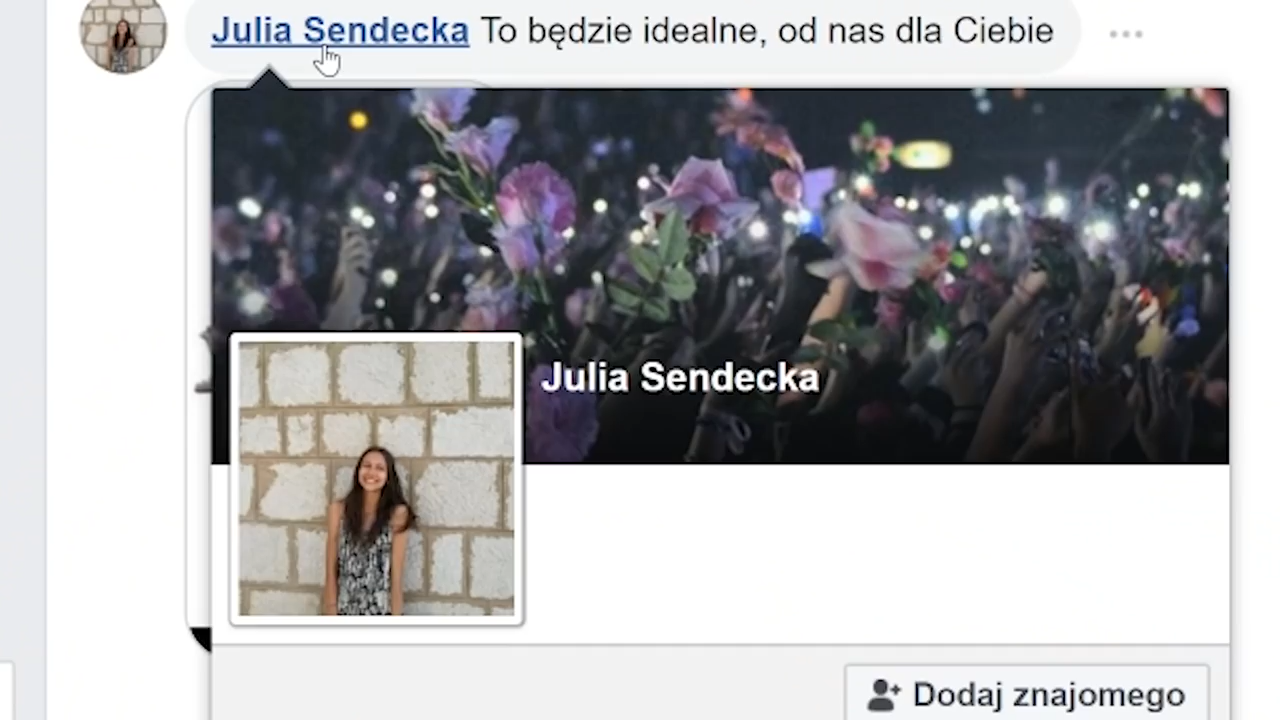 Julia Sendecka To będzie idealne, od nas dla Ciebie
Julia Sendecka
Dodaj znajomego